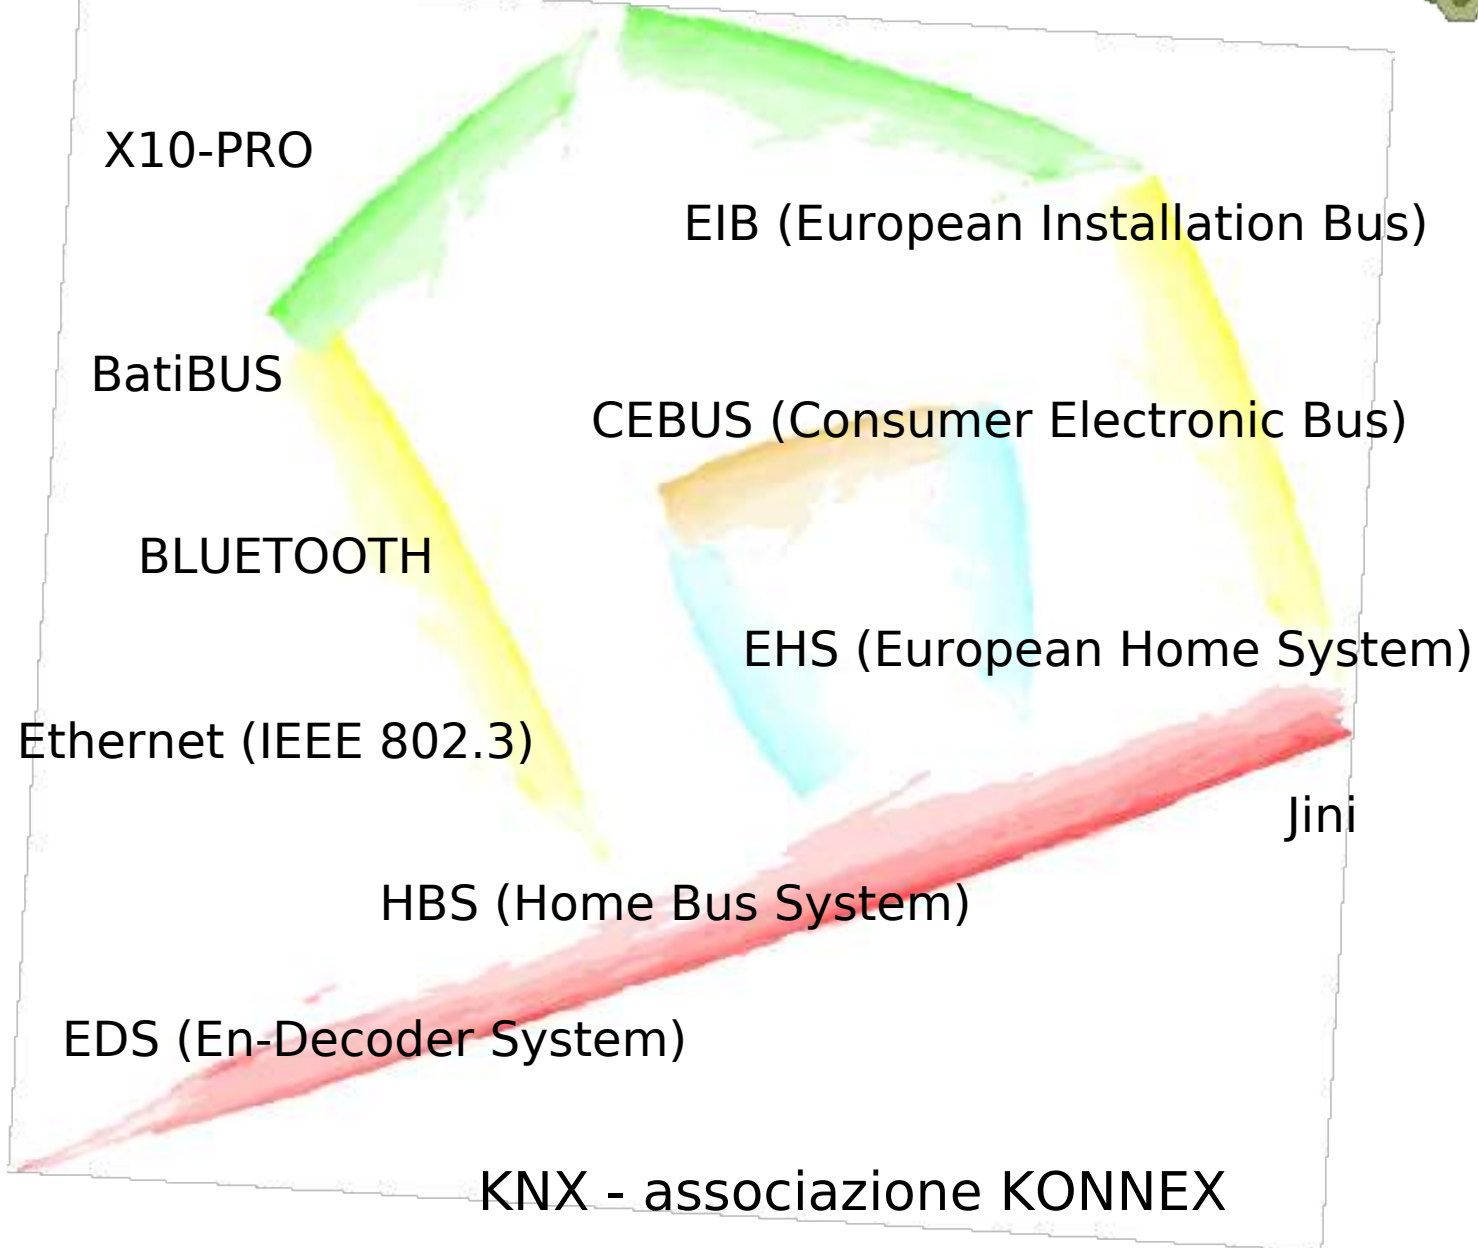 X10-PRO
EIB (European Installation Bus)
BatiBUS
CEBUS (Consumer Electronic Bus)
BLUETOOTH
EHS (European Home System)
Ethernet (IEEE 802.3)
Jini
HBS (Home Bus System)
EDS (En-Decoder System)
KNX - associazione KONNEX